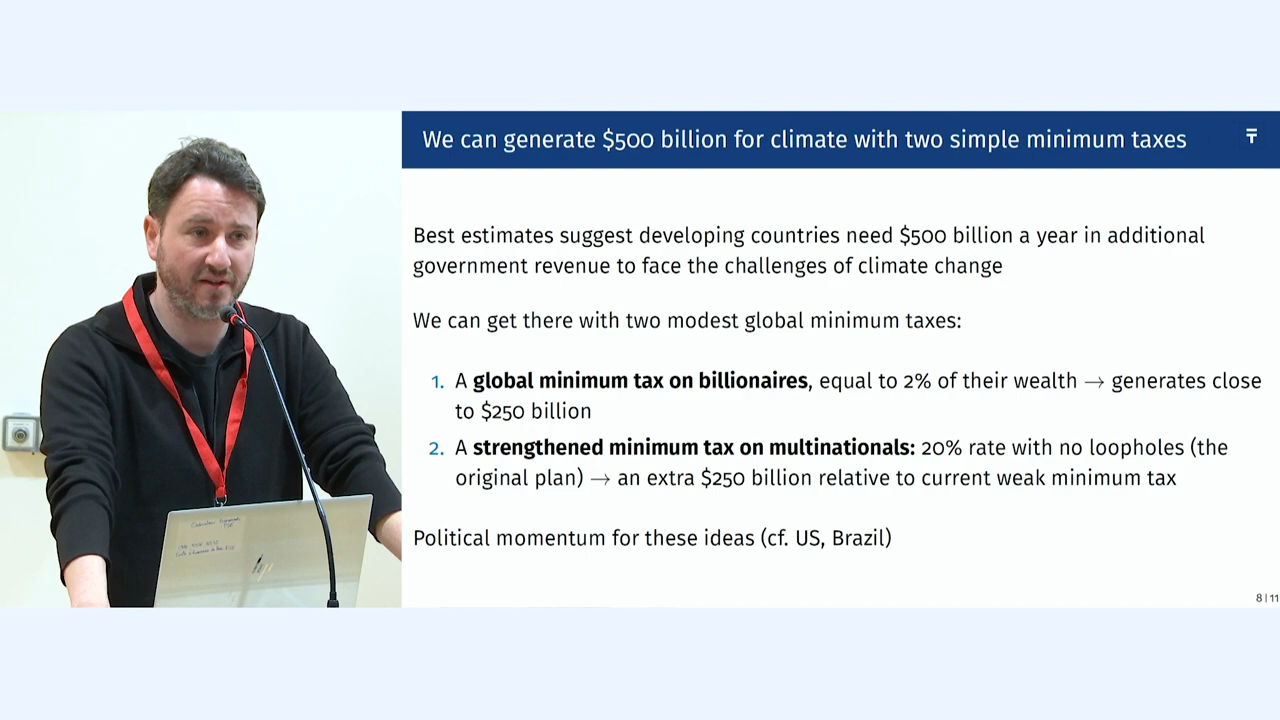 We can generate $500 billion for climate with two simple minimum taxes
Best estimates suggest developing countries need $500 billion a year in additional
government revenue to face the challenges of climate change
We can get there with two modest global minimum taxes:
1. A global minimum tax on billionaires, equal to 2% of their wealth → generates close
to $250 billion
2. A strengthened minimum tax on multinationals: 20% rate with no loopholes (the
original plan) → an extra $250 billion relative to current weak minimum tax
Political momentum for these ideas (cf. US, Brazil)
8 | 11